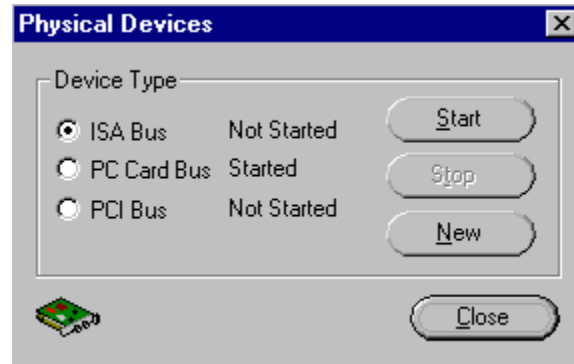 Physical Devices
Device Type
ISA Bus Not Started
PC Card Bus Started
PCI Bus Not Started
Start
Stop
New
Close